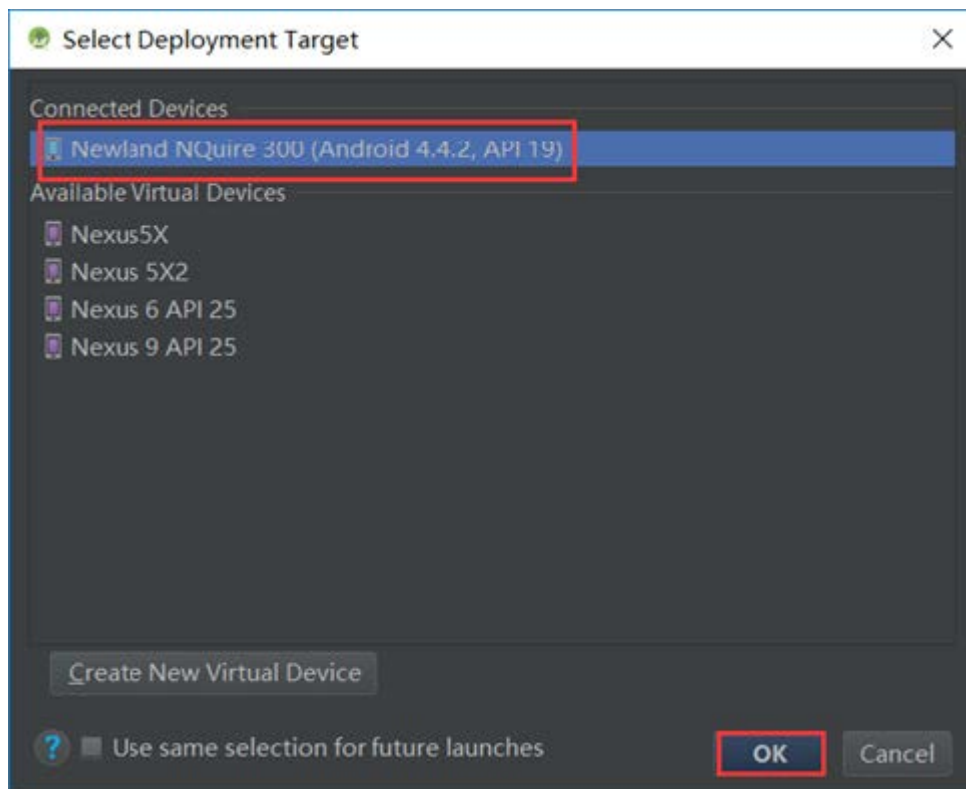 Select Deployment Target
Connected Devices
Newland NQuire 300 (Android 4.4.2, API 19)
Available Virtual Devices
Nexus5X
Nexus 5X2
Nexus 6 API 25
Nexus 9 API 25
Create New Virtual Device
? Use same selection for future launches
OK Cancel